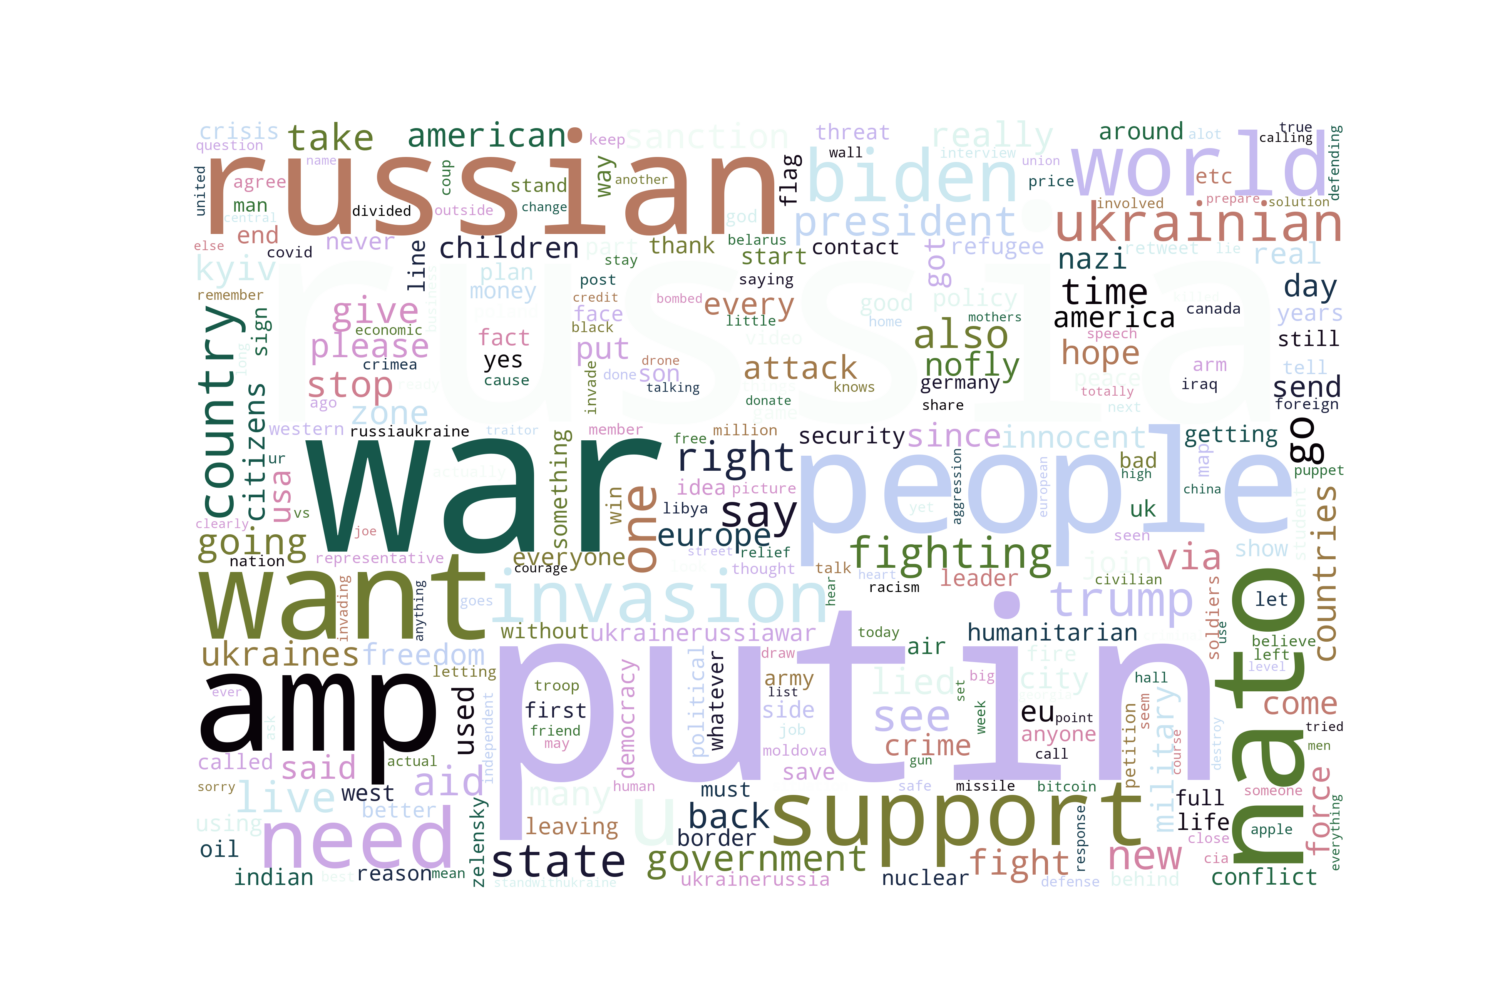 crisis
take
american
keep
sanction
threat
really
around
alot
true
calling
question
name
russian
way
flag
wall
biden
interview
union
world
defending
united
agree
coup
stand
another
price
etc
man
central
divided
outside
change
god
president
involved
prepare
solution
ukrainian
else
end
covid
never
line
children
part
thank
belarus
start
contact
got
refugee
retweet
lie
nazi
real
kyiv
plan
stay
post
saying
russia
time
day
remember
money
credit
bombed
every
good
policy
america
canada
years
country
sign
give
economic
face
black
little
home
mothers
also
speech
still
please
fact
put
video
nofly
hope
long
crimea
yes
cause
invade
done
drone
son
talking
attack
knows
germany
peace
arm
iraq
tell
send
stop
ready
donate
share
totally
next
foreign
citizens
ago
zone
game
western
russiaukraine
traitor
member
free
million
security
since
innocent
getting
go
war
something
right
people
bad
high
map
puppet
ur
actually
usa
vs
win
one
idea
picture
aggression
european
china
student
clearly
joe
libya
say
yet
uk
countries
going
europe
seen
nation
representative
everyone
courage
street
relief
fighting
join
via
show
want
thought
talk
heart
leader
civilian
invading
anything
goes
invasion
hear
racism
trump
soldiers
let
nato
ukraines
freedom
without
ukrainerussiawar
today
air
humanitarian
use
believe
left
letting
draw
fire
level
amp
ever
used
troop
democracy
political
whatever
army
list
lied
set
big
city
hall
come
ask
independent
first
friend
may
putin
side
job
see
week
eu
point
anyone
petition
seem
military
course
destroy
tried
men
called
said
actual
moldova
crime
call
sorry
aid
human
save
gun
someone
live
west
many
must
safe
missile
bitcoin
full
force
using
better
leaving
u
back
support
life
apple
everything
oil
need
zelensky
border
response
close
state
government
fight
new
cia
indian
best
reason
mean
standwithukraine
ukrainerussia
nuclear
defense
behind
conflict